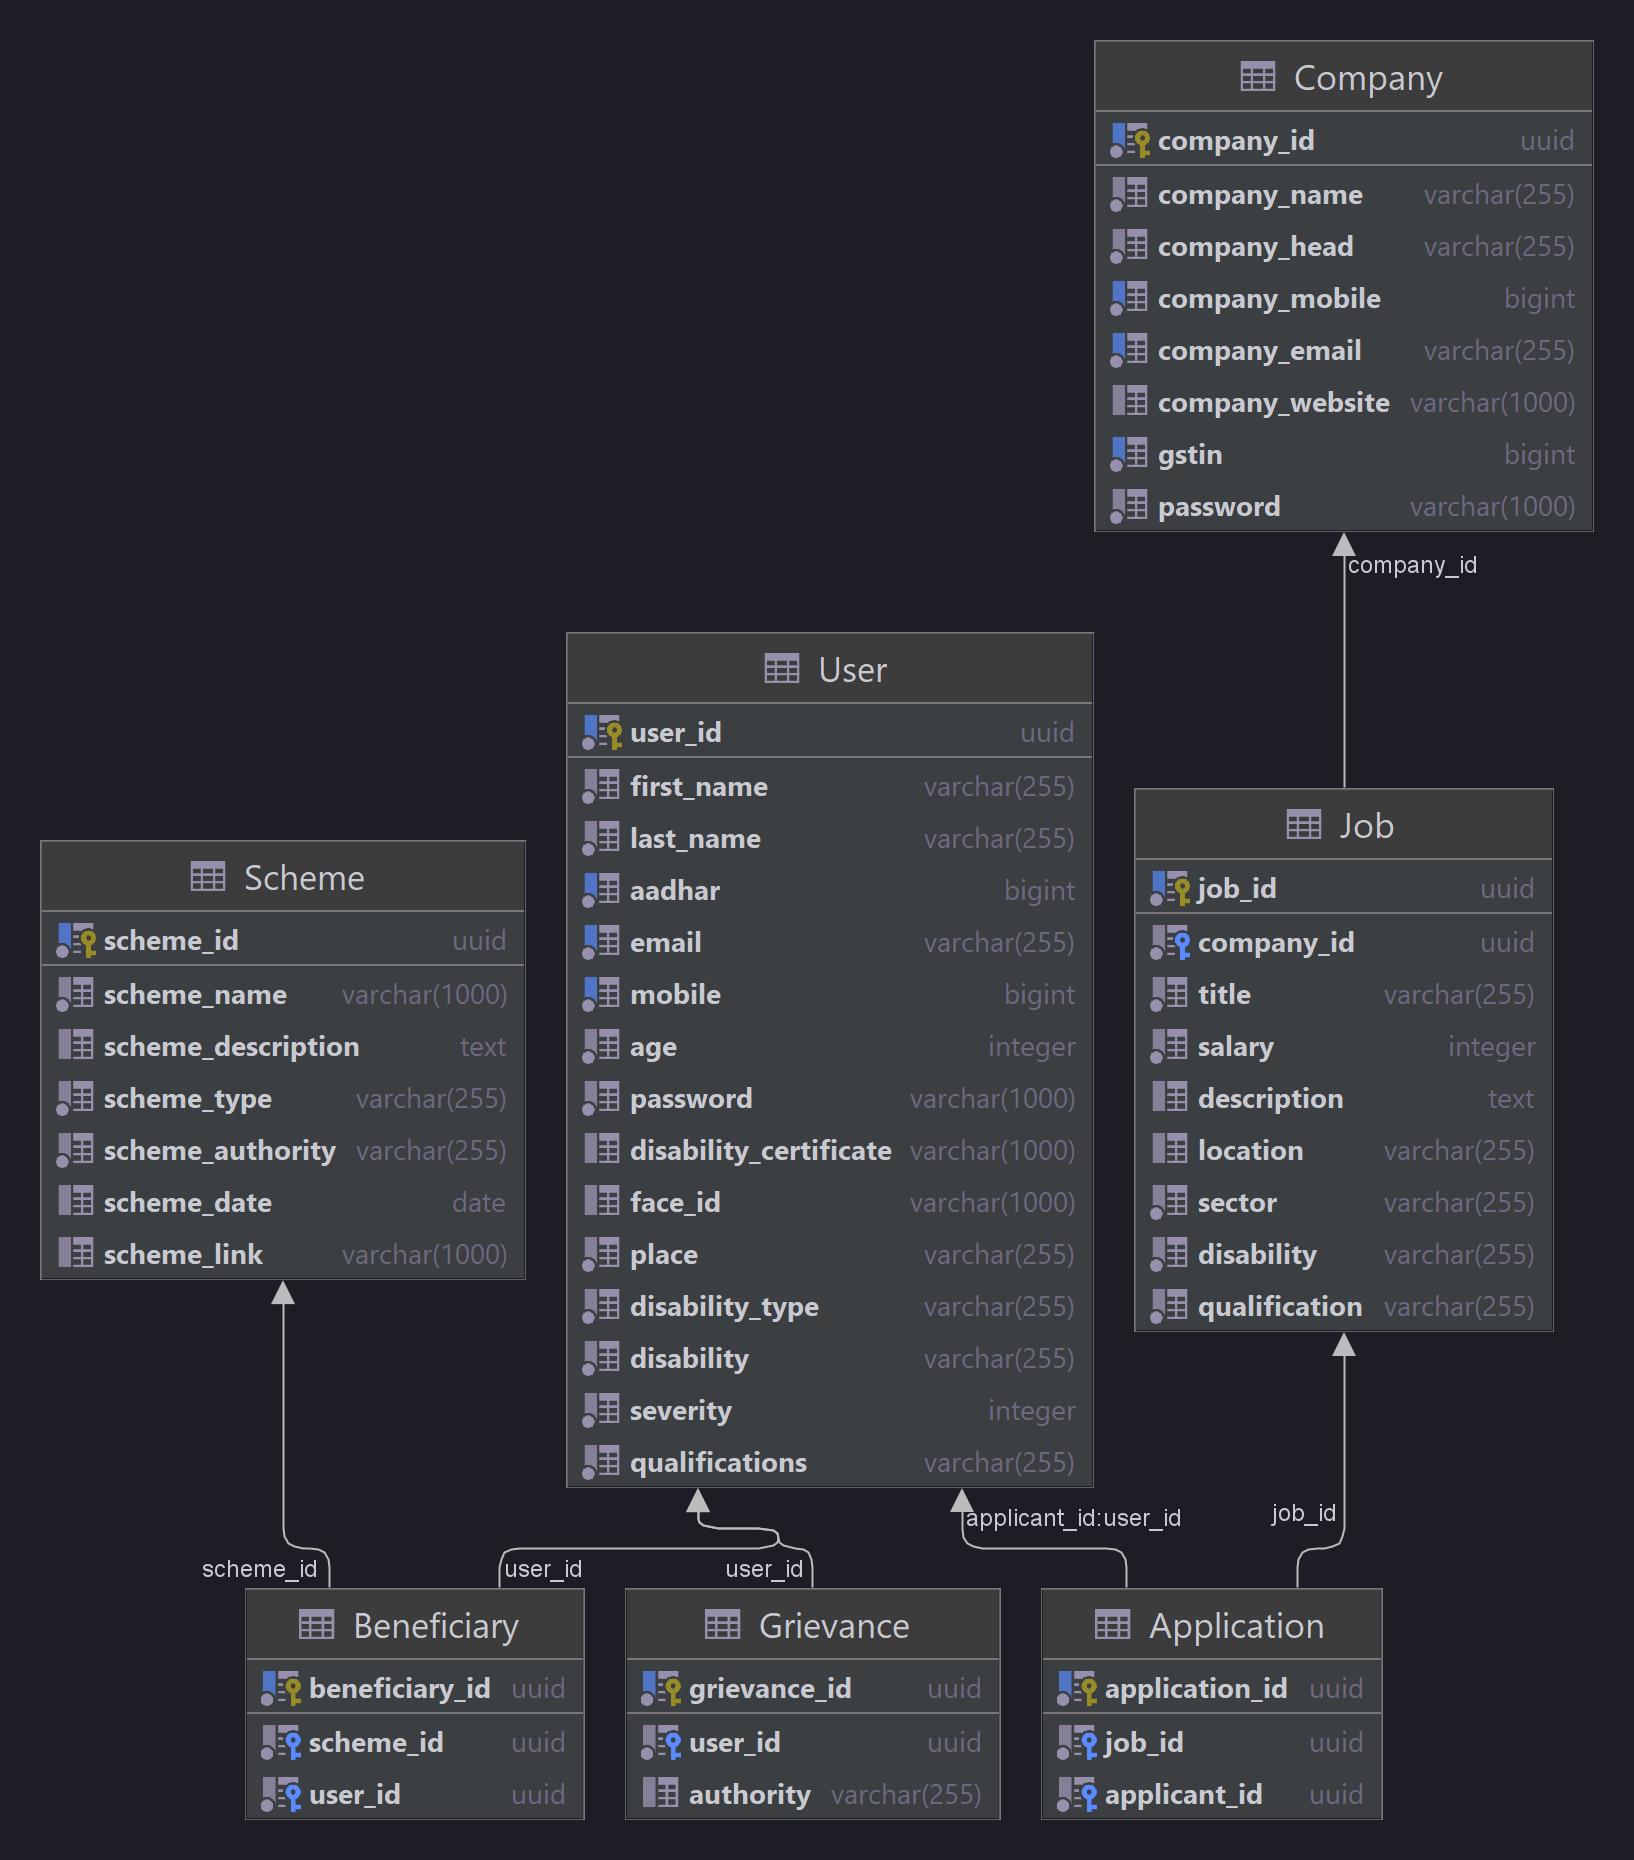 Company
company_id uuid
company_name varchar(255)
company_head varchar(255)
company_mobile bigint
company_email varchar(255)
company_website varchar(1000)
gstin bigint
password varchar(1000)
company_id
User
user_id uuid
first_name varchar(255)
last_name varchar(255)
aadhar bigint
email varchar(255)
mobile bigint
age integer
password varchar(1000)
disability_certificate varchar(1000)
face_id varchar(1000)
place varchar(255)
disability_type varchar(255)
disability varchar(255)
severity integer
qualifications varchar(255)
Job
job_id uuid
company_id uuid
title varchar(255)
salary integer
description text
location varchar(255)
sector varchar(255)
disability varchar(255)
qualification varchar(255)
Scheme
scheme_id uuid
scheme_name varchar(1000)
scheme_description text
scheme_type varchar(255)
scheme_authority varchar(255)
scheme_date date
scheme_link varchar(1000)
applicant_id:user_id
job_id
scheme_id
user_id
user_id
Beneficiary
beneficiary_id uuid
scheme_id uuid
user_id uuid
Grievance
grievance_id uuid
user_id uuid
authority varchar(255)
Application
application_id uuid
job_id uuid
applicant_id uuid